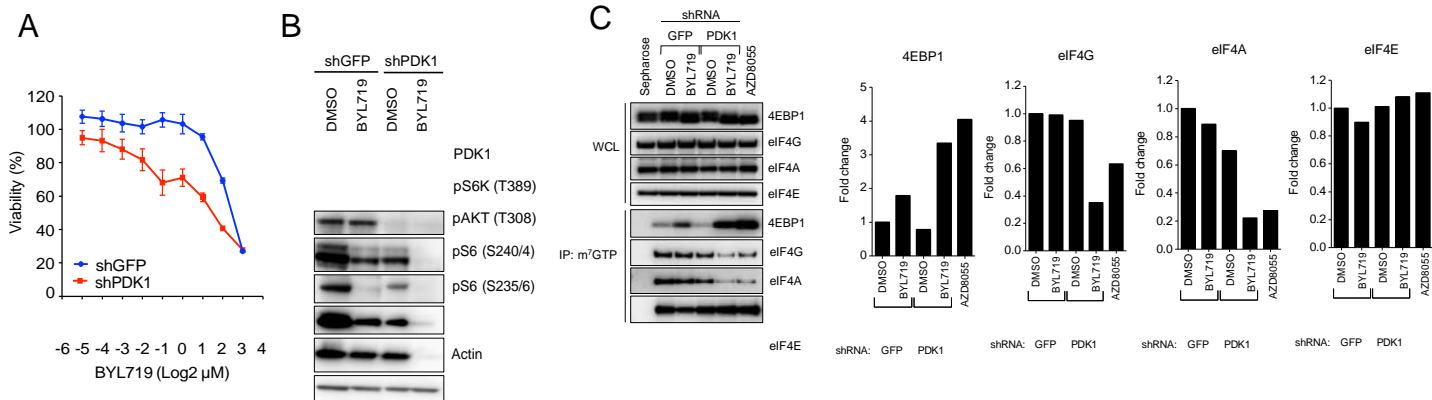 A
Viability (%)
120
100
80
60
40
20
0
shGFP
shPDK1
-6 -5 -4 -3 -2 -1 0 1 2 3 4
BYL719 (Log2 µM)
B
shGFP shPDK1
DMSO
BYL719
DMSO
BYL719
PDK1
pS6K (T389)
pAKT (T308)
pS6 (S240/4)
pS6 (S235/6)
Actin
C
shRNA
GFP PDK1
Sepharose
DMSO
BYL719
DMSO
BYL719
AZD8055
WCL
4EBP1
eIF4G
eIF4A
eIF4E
IP: m⁷GTP
4EBP1
eIF4G
eIF4A
eIF4E
4EBP1
Fold change
5
4
3
2
1
0
DMSO
BYL719
DMSO
BYL719
AZD8055
shRNA: GFP PDK1
eIF4G
Fold change
1.2
1.0
0.8
0.6
0.4
0.2
0.0
DMSO
BYL719
DMSO
BYL719
AZD8055
shRNA: GFP PDK1
eIF4A
Fold change
1.2
1.0
0.8
0.6
0.4
0.2
0.0
DMSO
BYL719
DMSO
BYL719
AZD8055
shRNA: GFP PDK1
eIF4E
Fold change
1.2
1.0
0.8
0.6
0.4
0.2
0.0
DMSO
BYL719
DMSO
BYL719
AZD8055
shRNA: GFP PDK1